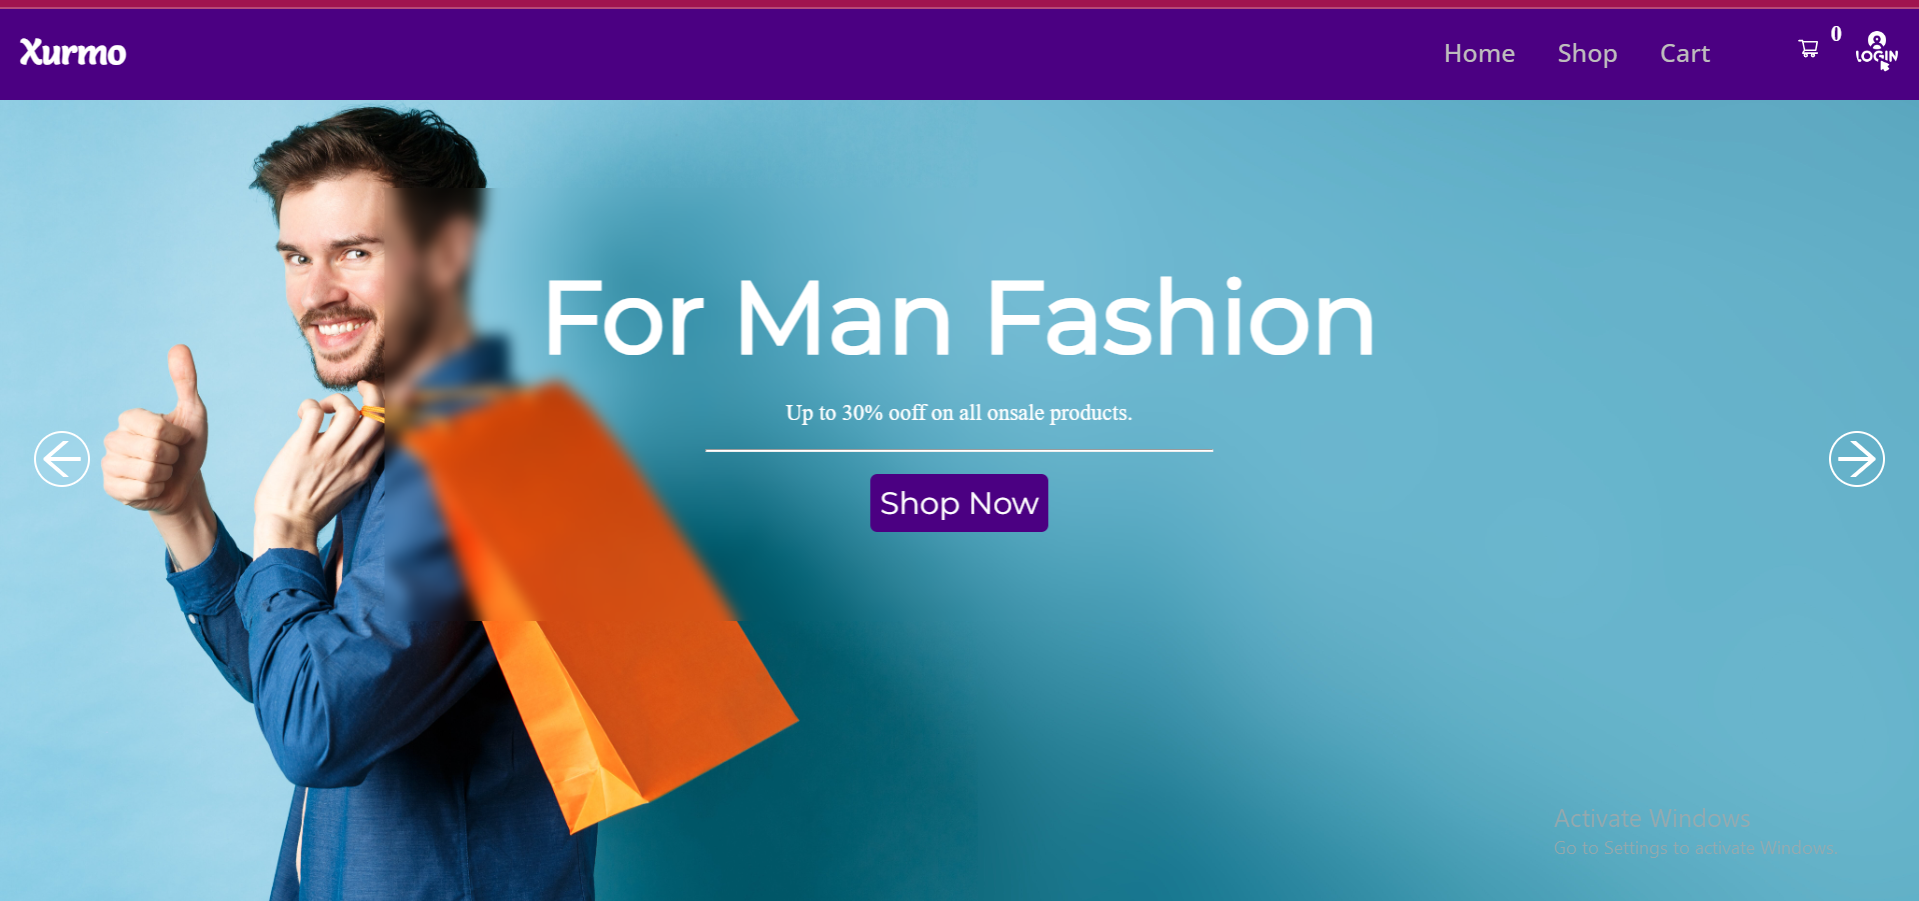 Xurmo
Home Shop Cart
0
LOGIN
For Man Fashion
Up to 30% ooff on all onsale products.
Shop Now
Activate Windows
Go to Settings to activate Windows.